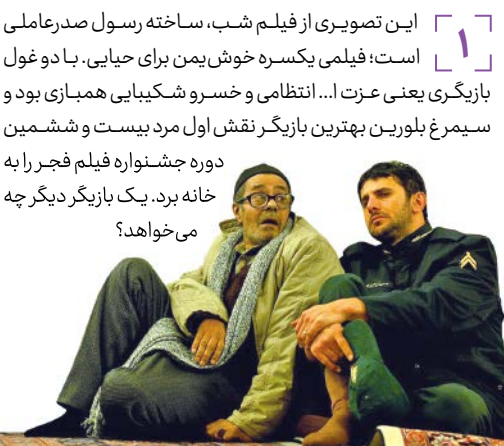 ۱
این تصویری از فیلم شب، ساخته رسول صدرعاملی
است؛ فیلمی یکسره خوش‌یمن برای حیایی. با دو غول
بازیگری یعنی عزت ا... انتظامی و خسرو شکیبایی همبازی بود و
سیمرغ بلورین بهترین بازیگر نقش اول مرد بیست و ششمین
دوره جشنواره فیلم فجر را به
خانه برد. یک بازیگر دیگر چه
می‌خواهد؟